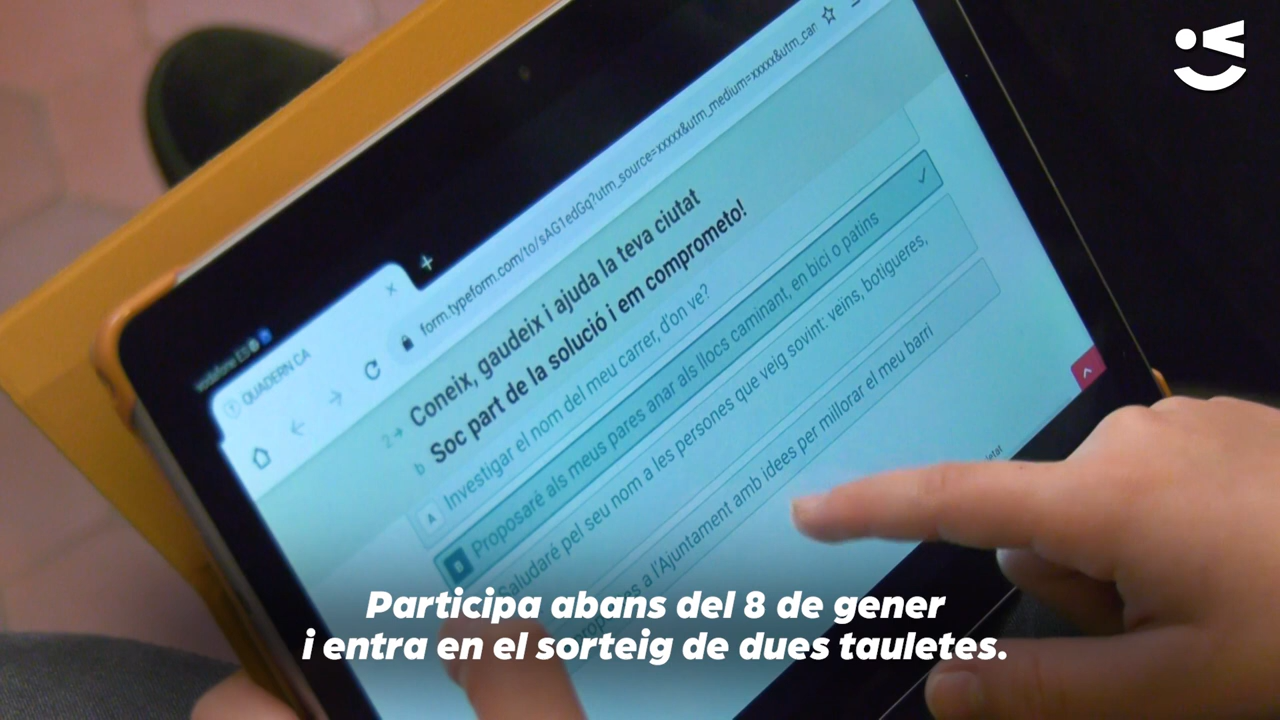 vodafone ES
QUADERN CA
form.typeform.com/to/sAG1edGq?utm_source=xxxxx&utm_medium=xxxxx&utm_car
2→ Coneix, gaudeix i ajuda la teva ciutat
b Soc part de la solució i em comprometo!
A Investigar el nom del meu carrer, d'on ve?
B Proposaré als meus pares anar als llocs caminant, en bici o patins
Saludaré pel seu nom a les persones que veig sovint: veïns, botigueres,
a l'Ajuntament amb idees per millorar el meu barri
Participa abans del 8 de gener
i entra en el sorteig de dues tauletes.